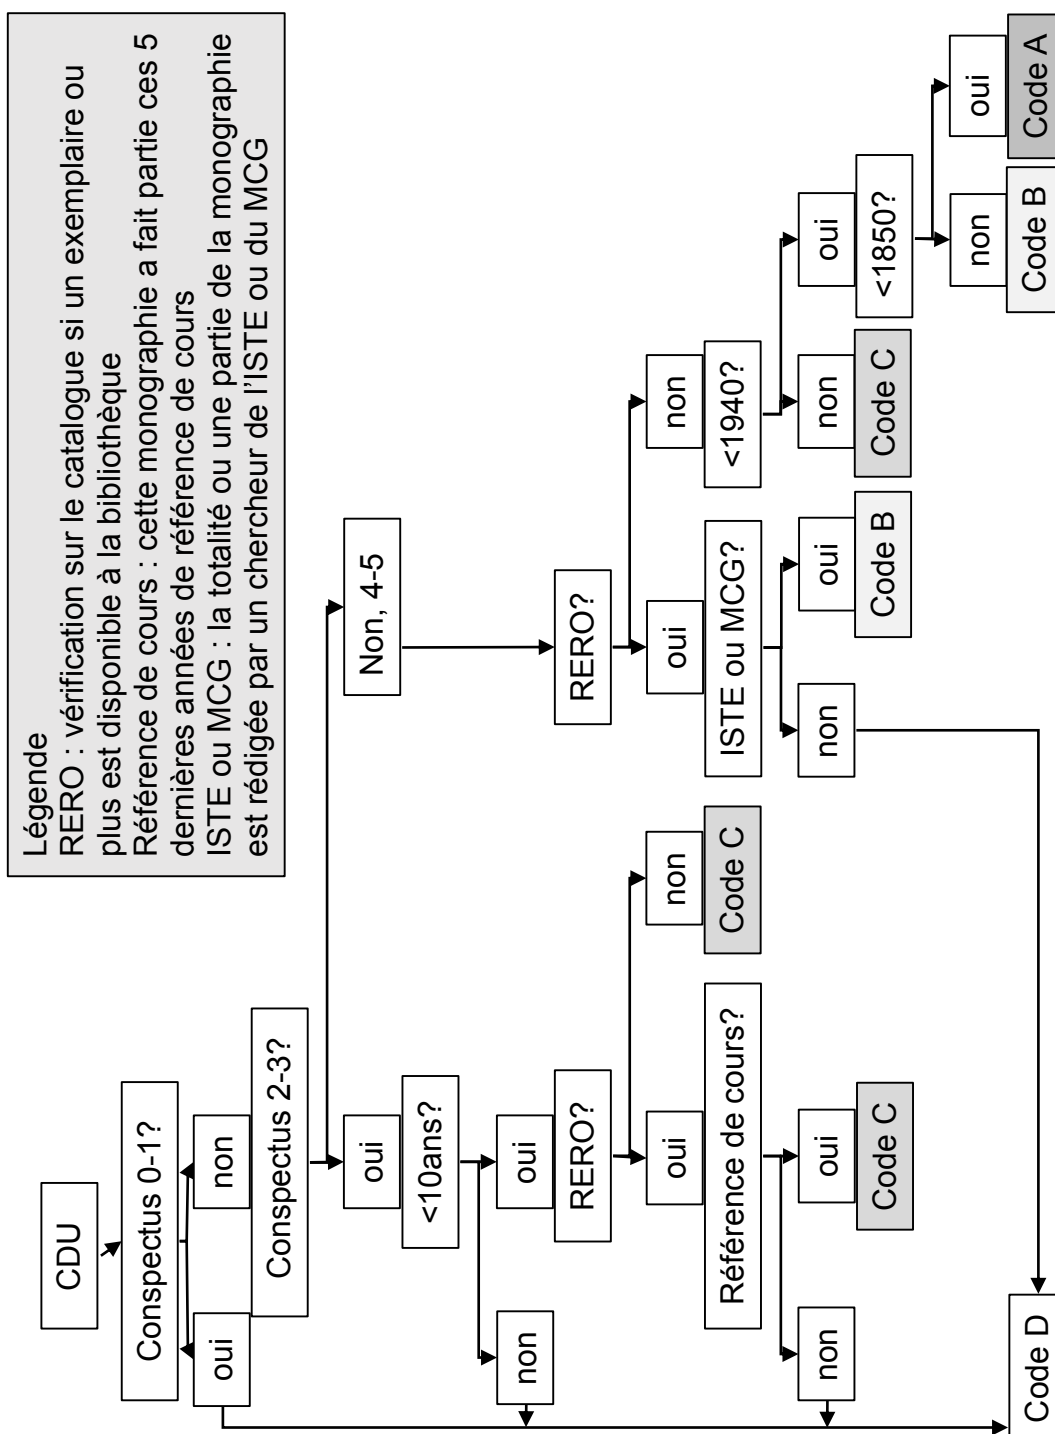 Légende
RERO : vérification sur le catalogue si un exemplaire ou
plus est disponible à la bibliothèque
Référence de cours : cette monographie a fait partie ces 5
dernières années de référence de cours
ISTE ou MCG : la totalité ou une partie de la monographie
est rédigée par un chercheur de l'ISTE ou du MCG
CDU
Conspectus 0-1?
oui
non
Conspectus 2-3?
oui
Non, 4-5
<10ans?
non
oui
RERO?
RERO?
oui
non
oui
non
Référence de cours?
Code C
ISTE ou MCG?
<1940?
non
oui
non
oui
non
oui
Code C
Code B
Code C
<1850?
non
oui
Code D
Code B
Code A